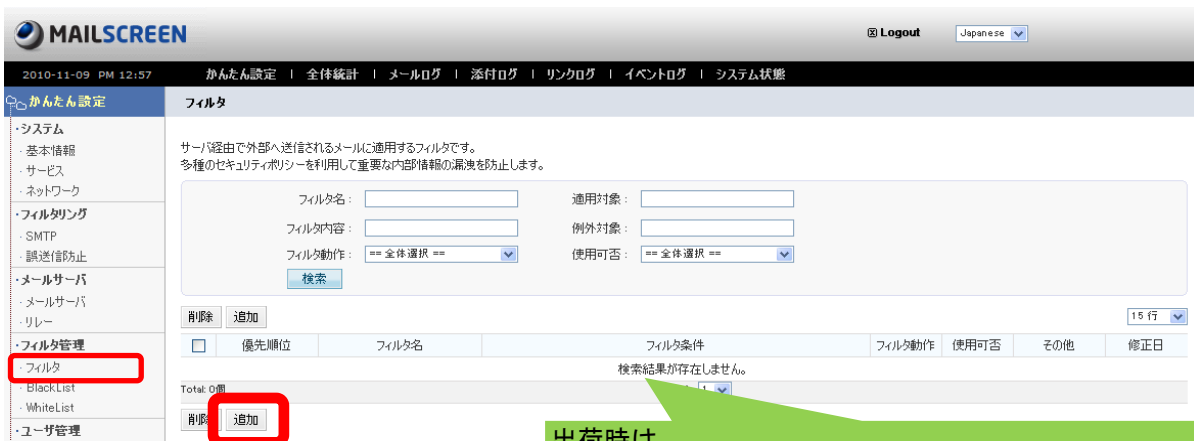 MAILSCREEN
Logout
Japanese
2010-11-09 PM 12:57
かんたん設定 | 全体統計 | メールログ | 添付ログ | リンクログ | イベントログ | システム状態
かんたん設定
フィルタ
・システム
・基本情報
・サービス
・ネットワーク
・フィルタリング
・SMTP
・誤送信防止
・メールサーバ
・メールサーバ
・リレー
・フィルタ管理
・フィルタ
・BlackList
・WhiteList
・ユーザ管理
サーバ経由で外部へ送信されるメールに適用するフィルタです。
多種のセキュリティポリシーを利用して重要な内部情報の漏洩を防止します。
フィルタ名 : 適用対象 :
フィルタ内容 : 例外対象 :
フィルタ動作 : == 全体選択 == 使用可否 : == 全体選択 ==
検索
削除 追加 15 行
優先順位 フィルタ名 フィルタ条件 フィルタ動作 使用可否 その他 修正日
検索結果が存在しません。
Total: 0個 1
削除 追加
出荷時は